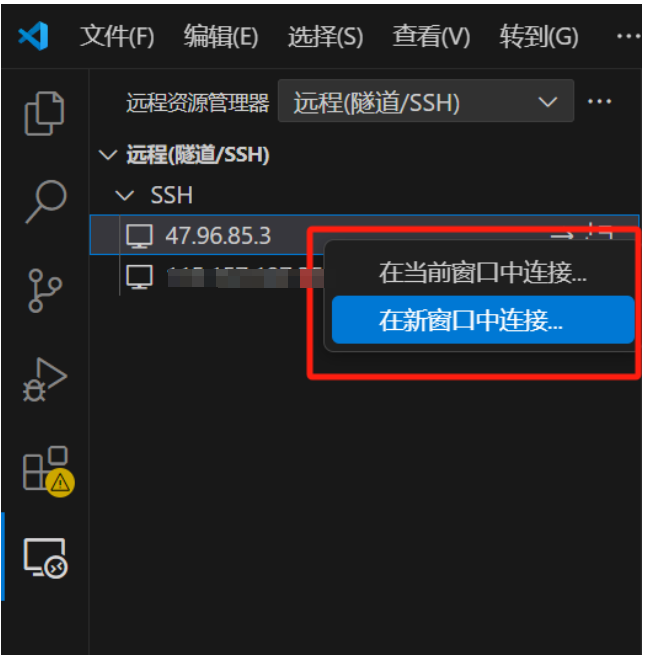 文件(F) 编辑(E) 选择(S) 查看(V) 转到(G) ···
远程资源管理器 远程(隧道/SSH) ···
远程(隧道/SSH)
SSH
47.96.85.3
在当前窗口中连接...
在新窗口中连接...